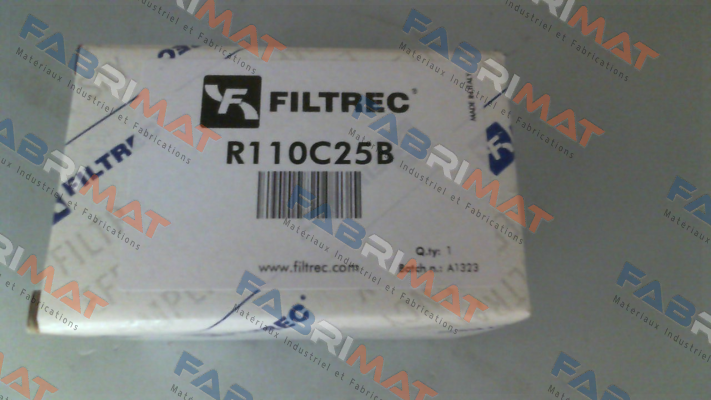 FILTREC
R110C25B
Q.ty: 1
www.filtrec.com
Batch n.: A1323
MADE IN ITALY
FILTREC
FABRIMAT
Materiaux Industriel et Fabrications